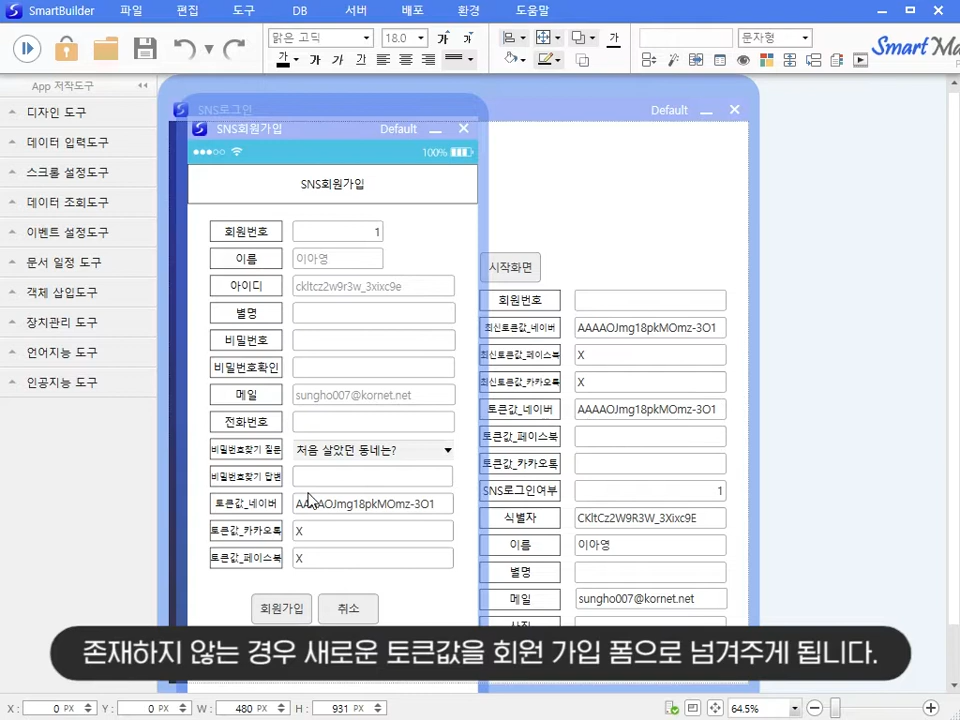 SmartBuilder 파일 편집 도구 DB 서버 배포 환경 도움말
맑은 고딕 18.0 가 가 가 문자형
가 가 가 가
App 저작도구
디자인 도구
데이터 입력도구
스크롤 설정도구
데이터 조회도구
이벤트 설정도구
문서 일정 도구
객체 삽입도구
장치관리 도구
언어지능 도구
인공지능 도구
SNS로그인 Default
SNS회원가입 Default
100%
SNS회원가입
회원번호 1
이름 이아영
아이디 ckltcz2w9r3w_3xixc9e
별명
비밀번호
비밀번호확인
메일 sungho007@kornet.net
전화번호
비밀번호찾기 질문 처음 살았던 동네는?
비밀번호찾기 답변
토큰값_네이버 AAAAOJmg18pkMOmz-3O1
토큰값_카카오톡 X
토큰값_페이스북 X
회원가입 취소
시작화면
회원번호
최신토큰값_네이버 AAAAOJmg18pkMOmz-3O1
최신토큰값_페이스북 X
최신토큰값_카카오톡 X
토큰값_네이버 AAAAOJmg18pkMOmz-3O1
토큰값_페이스북
토큰값_카카오톡
SNS로그인여부 1
식별자 CKltCz2W9R3W_3Xixc9E
이름 이아영
별명
메일 sungho007@kornet.net
존재하지 않는 경우 새로운 토큰값을 회원 가입 폼으로 넘겨주게 됩니다.
X : 0 PX Y : 0 PX W : 480 PX H : 931 PX 64.5%